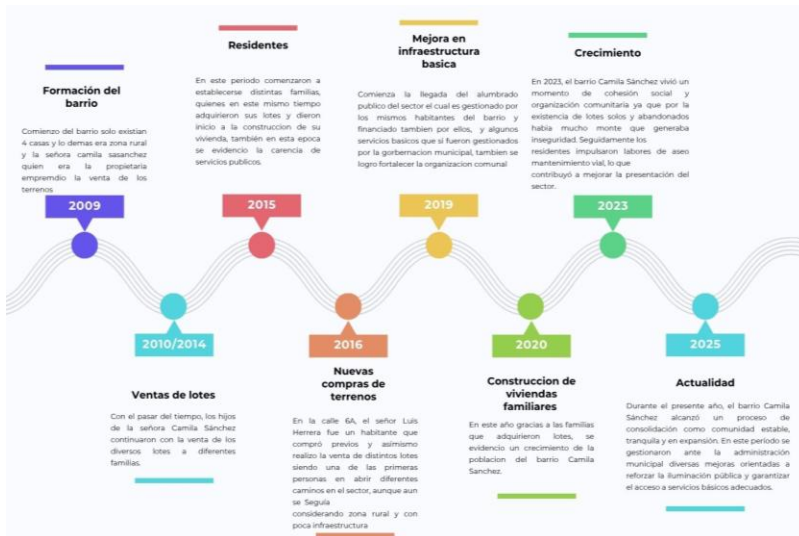 Formación del
barrio
Comienzo del barrio solo existian
4 casas y lo demas era zona rural
y la señora camila sasanchez
quien era la propietaria
empremdio la venta de los
terrenos
2009
2010/2014
Ventas de lotes
Con el pasar del tiempo, los hijos
de la señora Camila Sánchez
continuaron con la venta de los
diversos lotes a diferentes
familias.
Residentes
En este periodo comenzaron a
establecerse distintas familias,
quienes en este mismo tiempo
adquirieron sus lotes y dieron
inicio a la construccion de su
vivienda, también en esta epoca
se evidencio la carencia de
servicios publicos.
2015
2016
Nuevas
compras de
terrenos
En la calle 6A, el señor Luis
Herrera fue un habitante que
compró previos y asimismo
realizo la venta de distintos lotes
siendo una de las primeras
personas en abrir diferentes
caminos en el sector, aunque aun
se Seguía
considerando zona rural y con
poca infraestructura
Mejora en
infraestructura
basica
Comienza la llegada del alumbrado
publico del sector el cual es gestionado por
los mismos habitantes del barrio y
financiado tambien por ellos, y algunos
servicios basicos que si fueron gestionados
por la gorbernacion municipal, tambien se
logro fortalecer la organizacion comunal
2019
2020
Construccion de
viviendas
familiares
En este año gracias a las familias
que adquirieron lotes, se
evidencio un crecimiento de la
poblacion del barrio Camila
Sanchez.
Crecimiento
En 2023, el barrio Camila Sánchez vivió un
momento de cohesión social y
organización comunitaria ya que por la
existencia de lotes solos y abandonados
habia mucho monte que generaba
inseguridad. Seguidamente los
residentes impulsaron labores de aseo
mantenimiento vial, lo que
contribuyó a mejorar la presentación del
sector.
2023
2025
Actualidad
Durante el presente año, el barrio Camila
Sánchez alcanzó un proceso de
consolidación como comunidad estable,
tranquila y en expansión. En este período se
gestionaron ante la administración
municipal diversas mejoras orientadas a
reforzar la iluminación pública y garantizar
el acceso a servicios básicos adecuados.